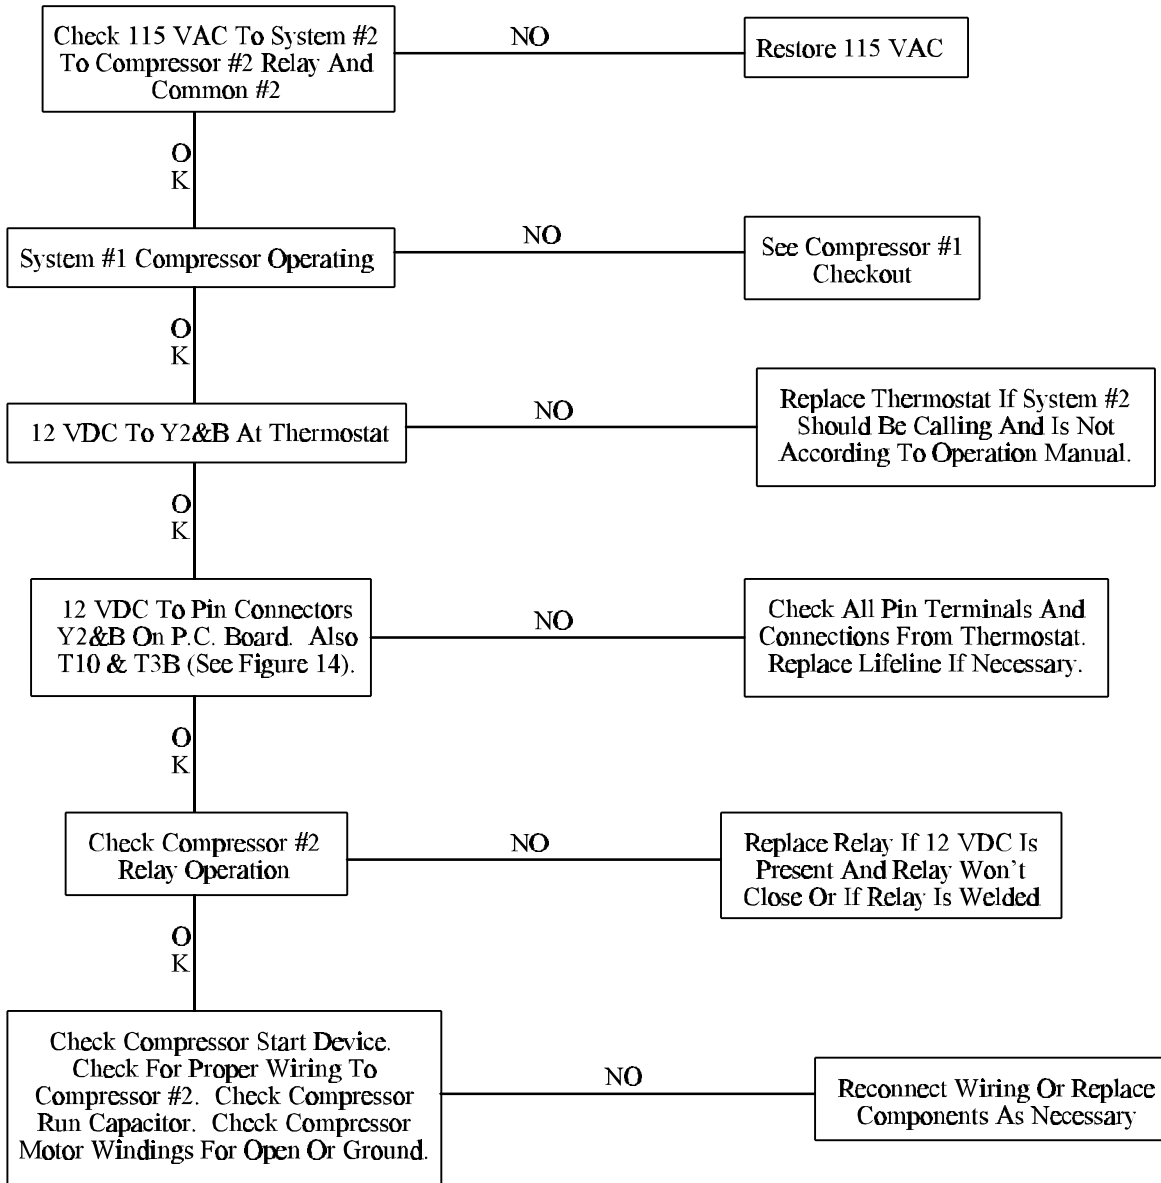 Check 115 VAC To System #2
To Compressor #2 Relay And
Common #2
NO
Restore 115 VAC
O
K
System #1 Compressor Operating
NO
See Compressor #1
Checkout
O
K
12 VDC To Y2&B At Thermostat
NO
Replace Thermostat If System #2
Should Be Calling And Is Not
According To Operation Manual.
O
K
12 VDC To Pin Connectors
Y2&B On P.C. Board. Also
T10 & T3B (See Figure 14).
NO
Check All Pin Terminals And
Connections From Thermostat.
Replace Lifeline If Necessary.
O
K
Check Compressor #2
Relay Operation
NO
Replace Relay If 12 VDC Is
Present And Relay Won't
Close Or If Relay Is Welded
O
K
Check Compressor Start Device.
Check For Proper Wiring To
Compressor #2. Check Compressor
Run Capacitor. Check Compressor
Motor Windings For Open Or Ground.
NO
Reconnect Wiring Or Replace
Components As Necessary